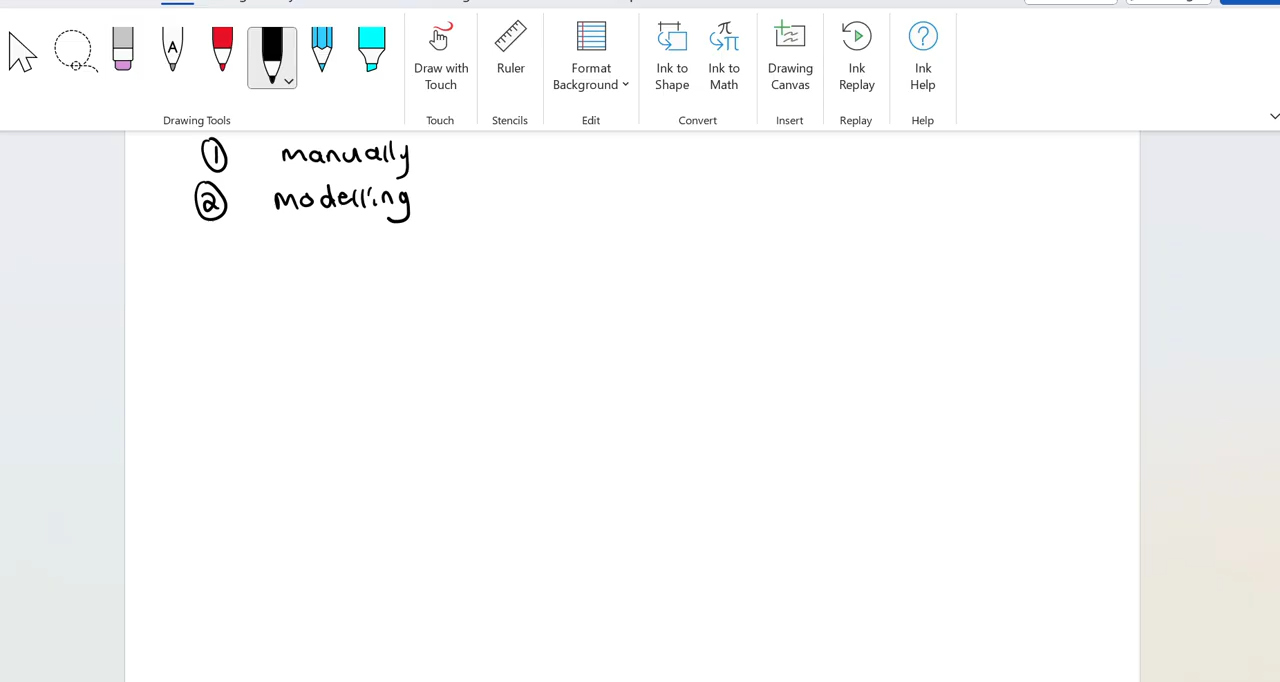 Draw with Touch
Ruler
Format Background
Ink to Shape
Ink to Math
Drawing Canvas
Ink Replay
Ink Help
Drawing Tools
Touch
Stencils
Edit
Convert
Insert
Replay
Help
① manually
② modelling